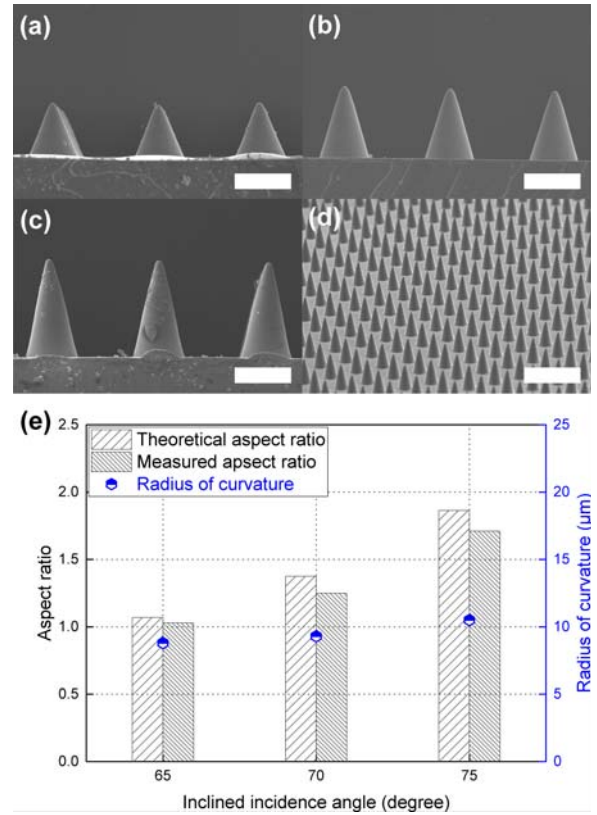 (a)
(b)
(c)
(d)
(e)
2.5
2.0
1.5
1.0
0.5
0.0
Aspect ratio
Theoretical aspect ratio
Measured apsect ratio
Radius of curvature
25
20
15
10
5
0
Radius of curvature (μm)
65
70
75
Inclined incidence angle (degree)